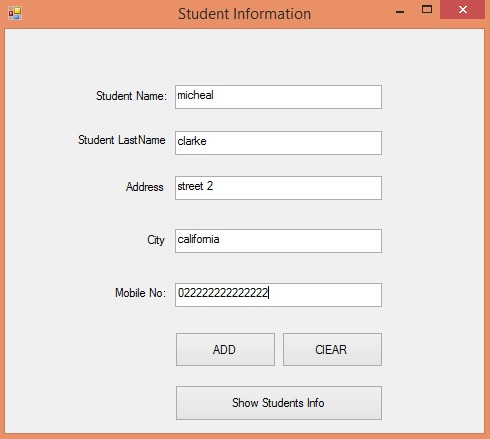 Student Information
Student Name: micheal
Student LastName clarke
Address street 2
City california
Mobile No: 022222222222222
ADD ClEAR
Show Students Info